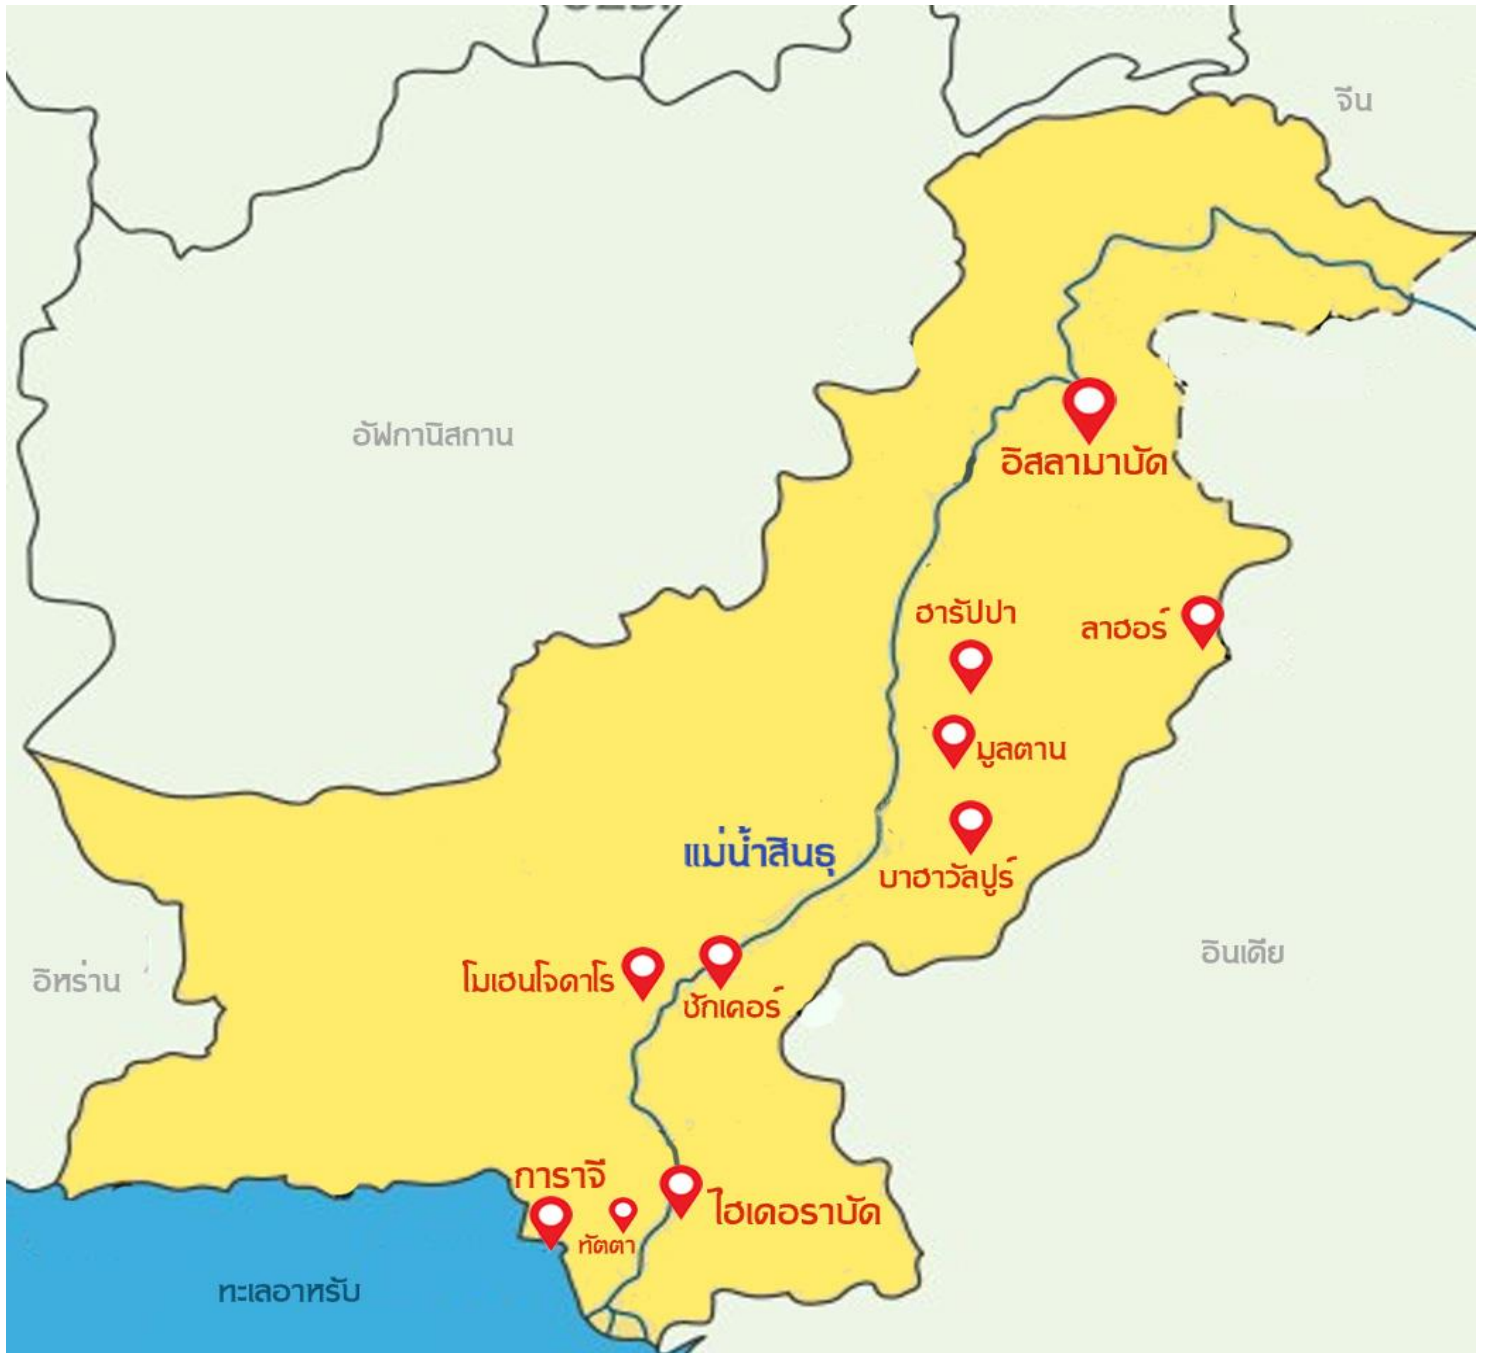 จีน
อัฟกานิสถาน
อิสลามาบัด
ฮารัปปา
ลาฮอร์
มูลตาน
แม่น้ำสินธุ
บาฮาวัลปูร์
อินเดีย
อิหร่าน
โมเฮนโจดาโร
ชักเคอร์
การาจี
ไฮเดอราบัด
ทัตตา
ทะเลอาหรับ